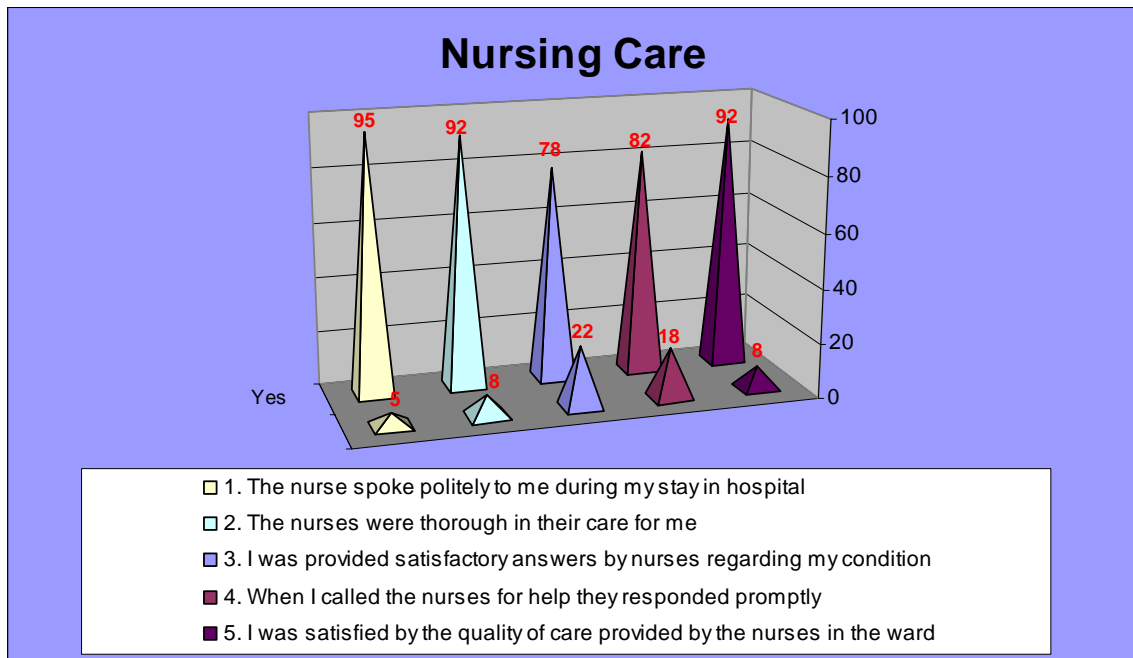 Nursing Care
95
92
78
82
92
5
8
22
18
8
100
80
60
40
20
0
Yes
1. The nurse spoke politely to me during my stay in hospital
2. The nurses were thorough in their care for me
3. I was provided satisfactory answers by nurses regarding my condition
4. When I called the nurses for help they responded promptly
5. I was satisfied by the quality of care provided by the nurses in the ward